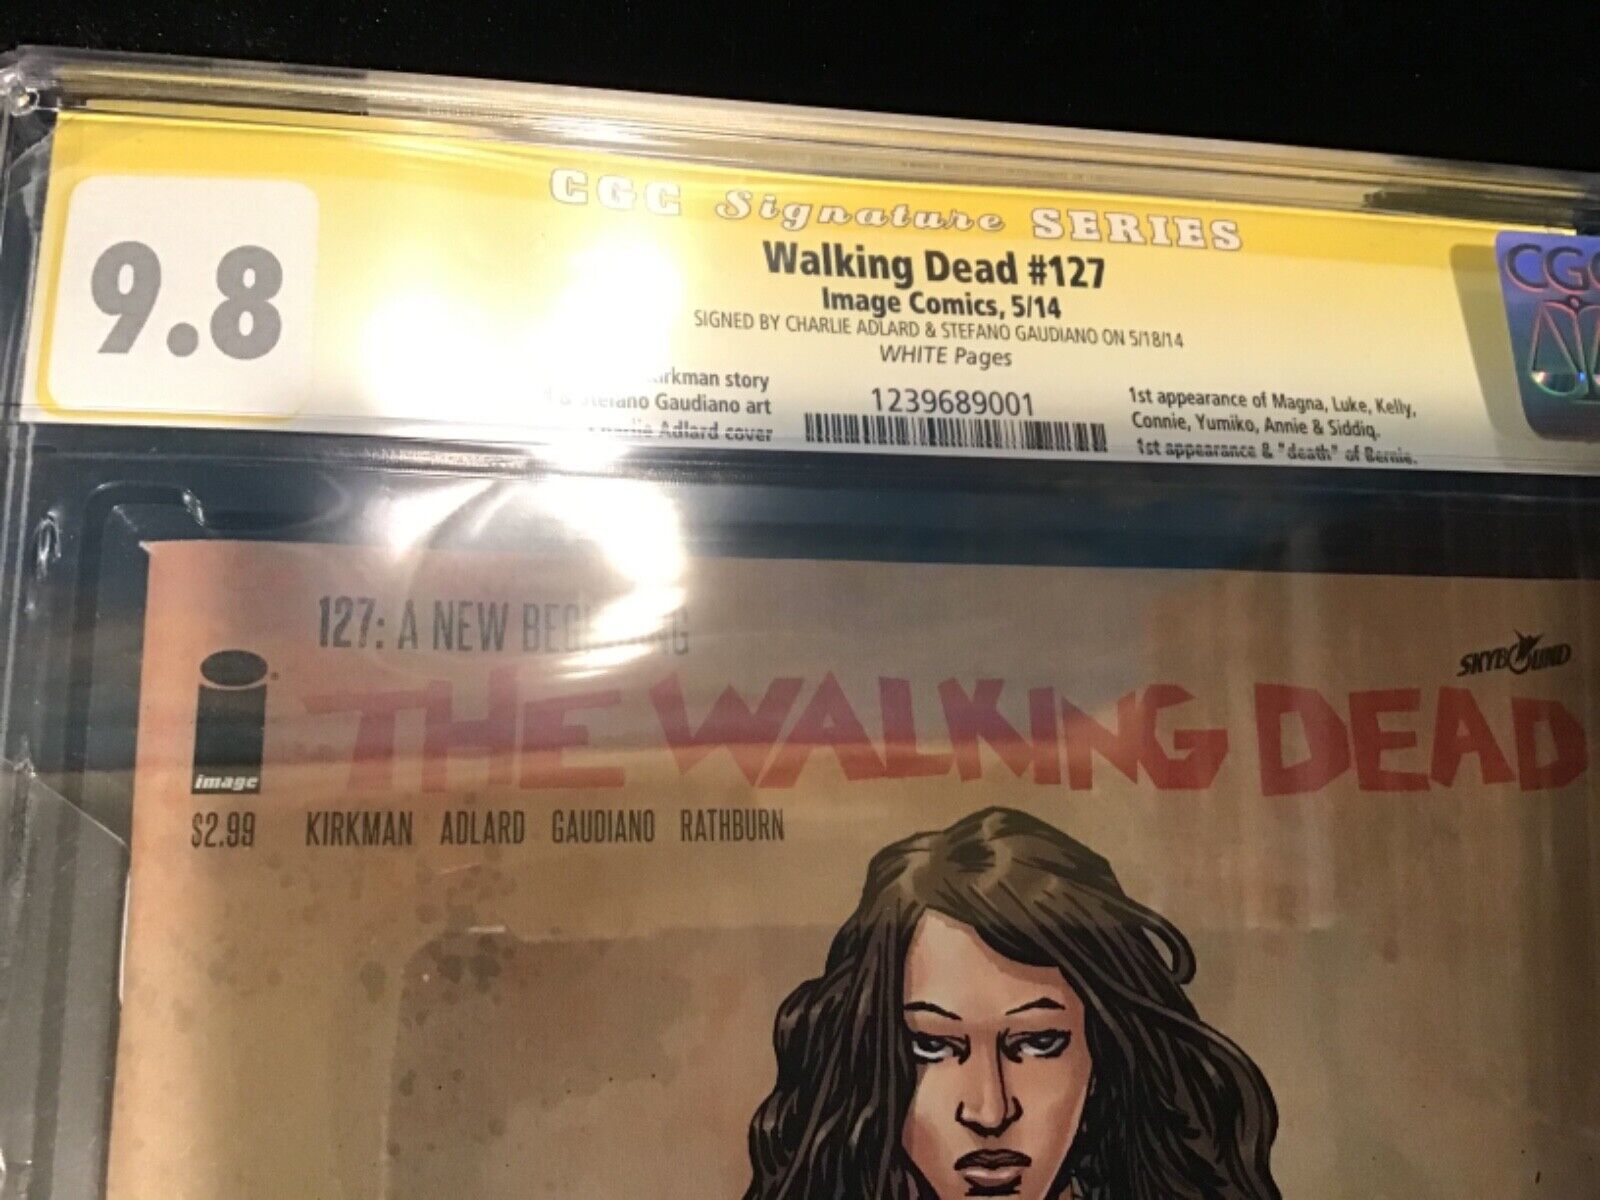 CGC Signature SERIES
9.8
Walking Dead #127
Image Comics, 5/14
SIGNED BY CHARLIE ADLARD & STEFANO GAUDIANO ON 5/18/14
WHITE Pages
Kirkman story
& Stefano Gaudiano art
Charlie Adlard cover
1239689001
1st appearance of Magna, Luke, Kelly,
Connie, Yumiko, Annie & Siddiq.
1st appearance & "death" of Bernie.
CGC
127: A NEW BEGINNING
SKYBOUND
THE WALKING DEAD
image
$2.99
KIRKMAN ADLARD GAUDIANO RATHBURN